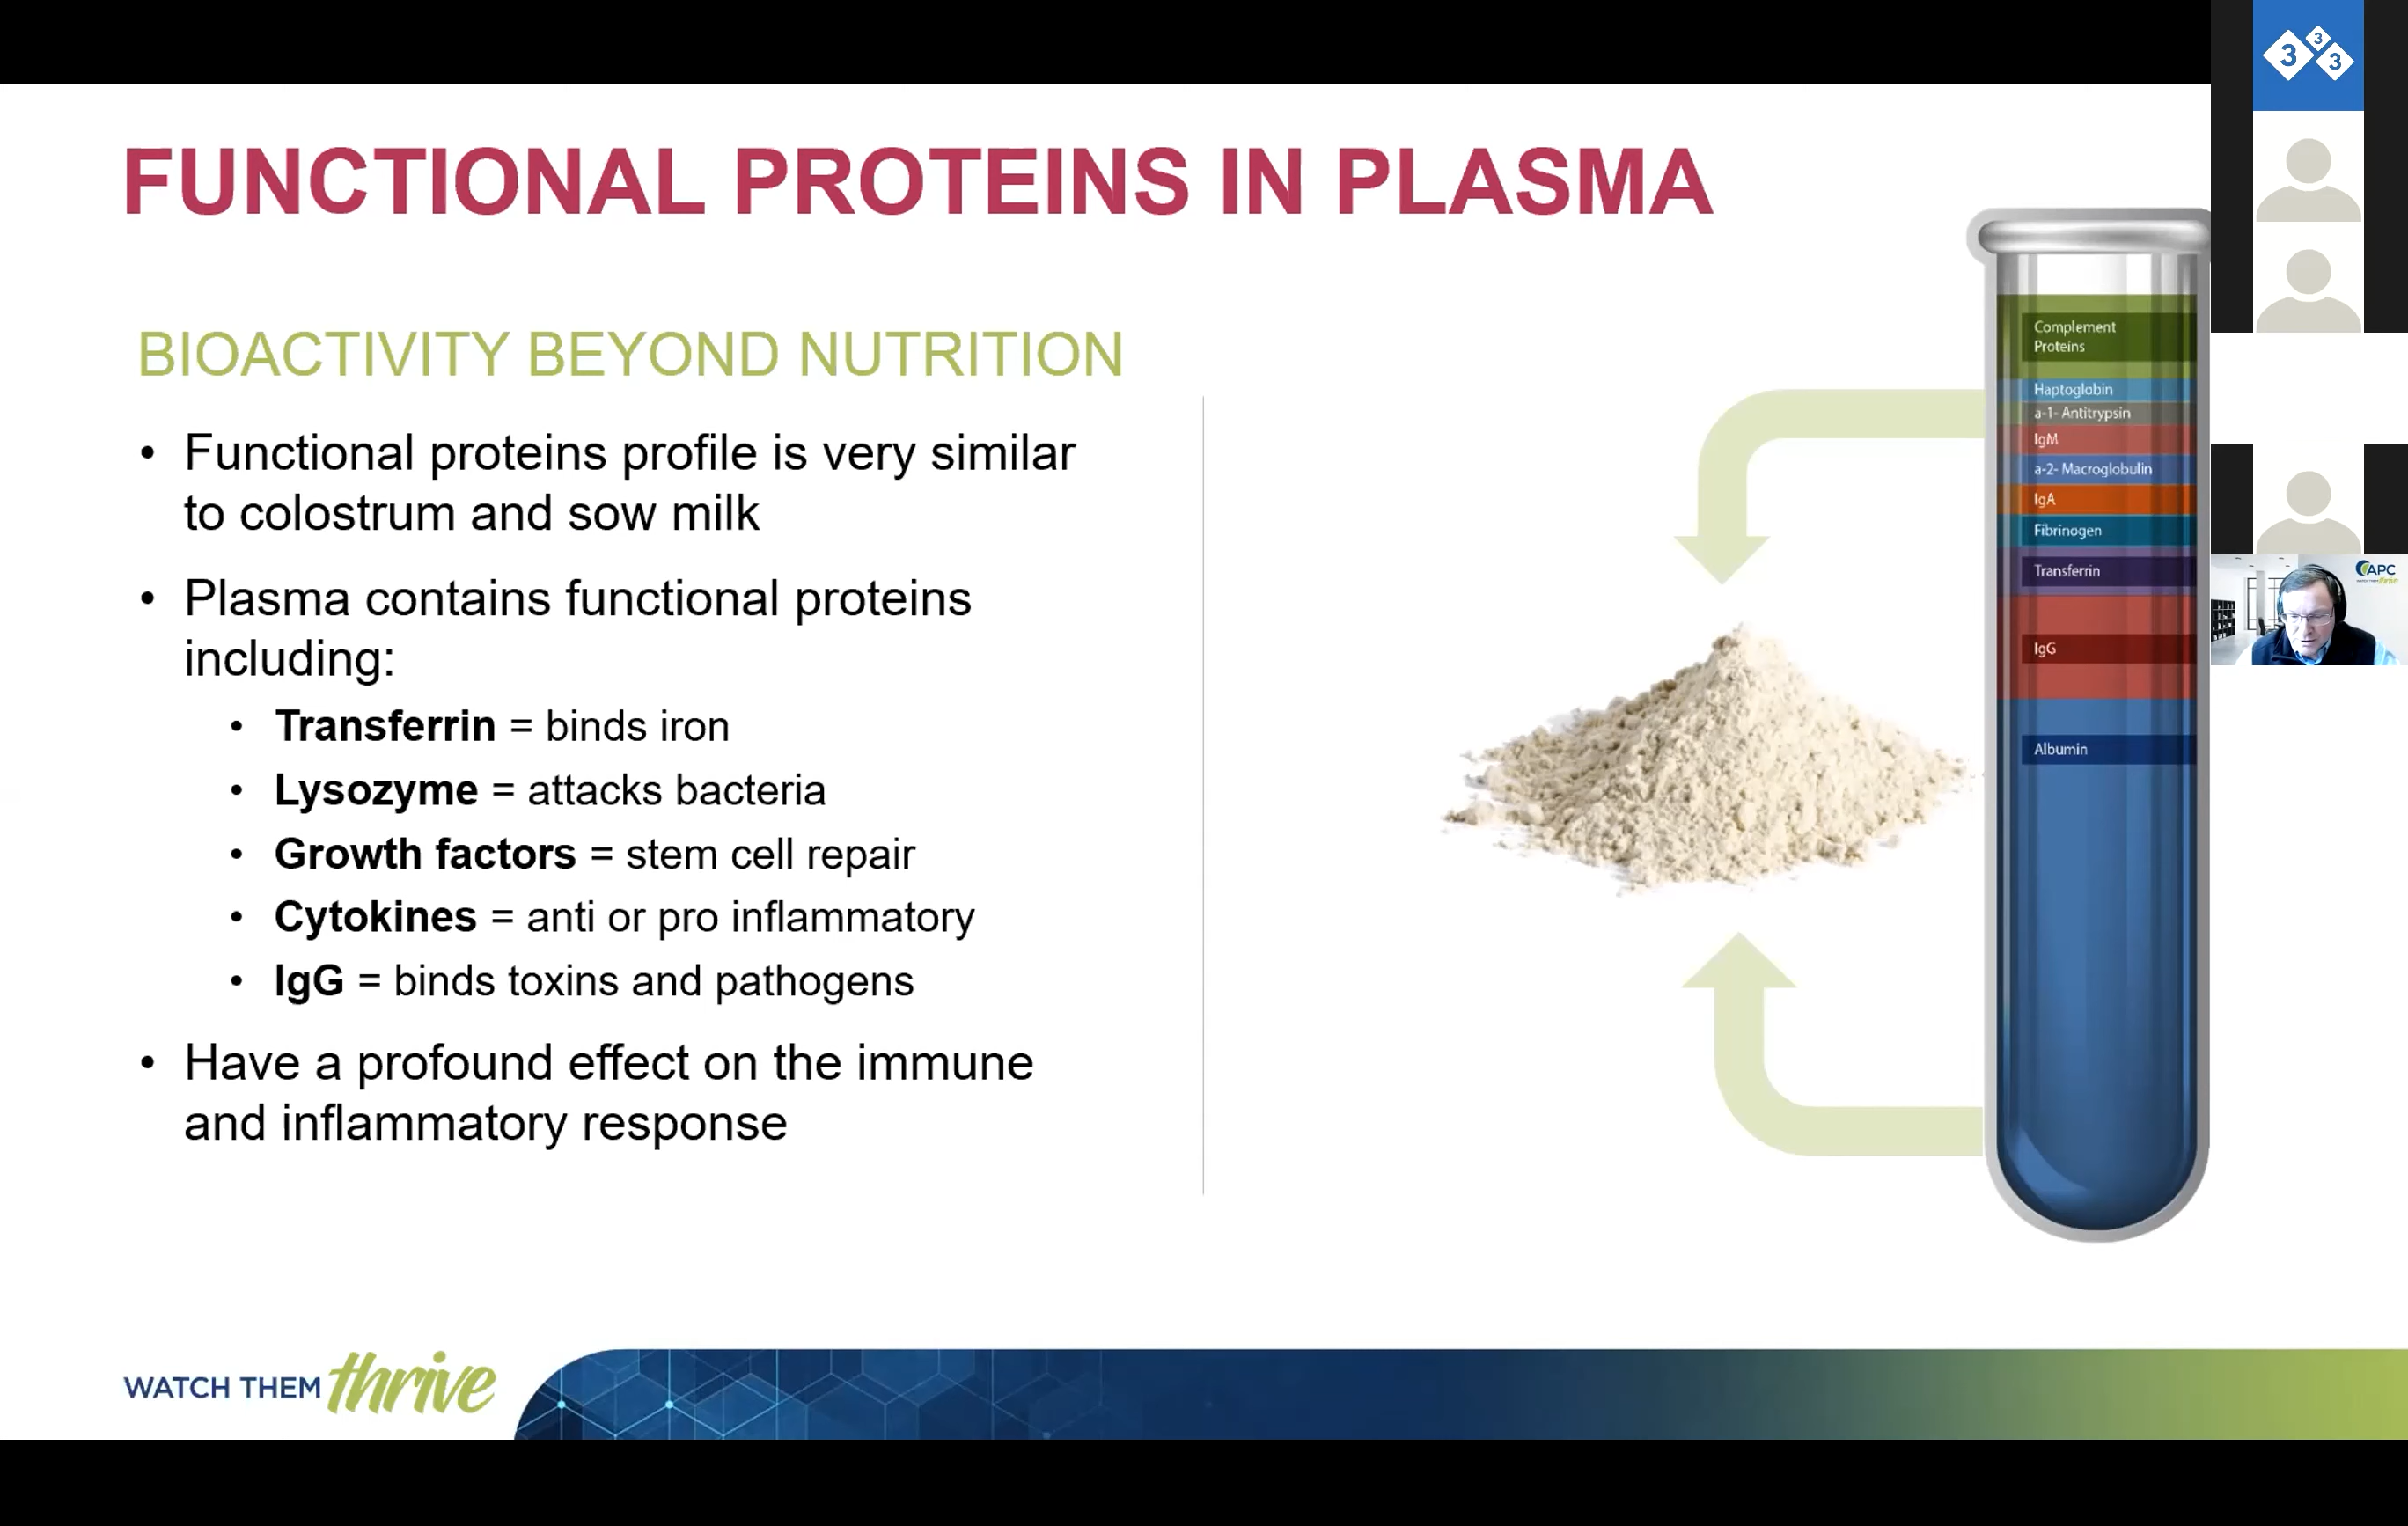 FUNCTIONAL PROTEINS IN PLASMA
BIOACTIVITY BEYOND NUTRITION
• Functional proteins profile is very similar
to colostrum and sow milk
• Plasma contains functional proteins
including:
• Transferrin = binds iron
• Lysozyme = attacks bacteria
• Growth factors = stem cell repair
• Cytokines = anti or pro inflammatory
• IgG = binds toxins and pathogens
• Have a profound effect on the immune
and inflammatory response
Complement
Proteins
Haptoglobin
a-1- Antitrypsin
IgM
a-2- Macroglobulin
IgA
Fibrinogen
Transferrin
IgG
Albumin
WATCH THEM thrive
3 3 3
APC